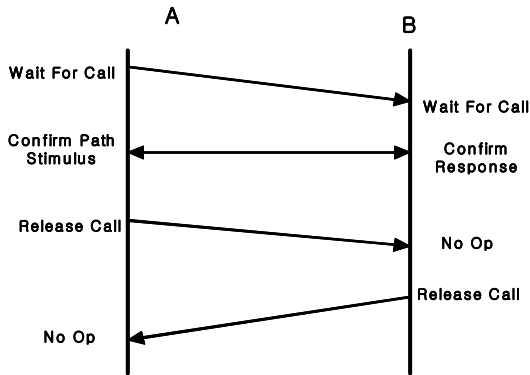 A
B
Wait For Call
Wait For Call
Confirm Path
Stimulus
Confirm
Response
Release Call
No Op
Release Call
No Op